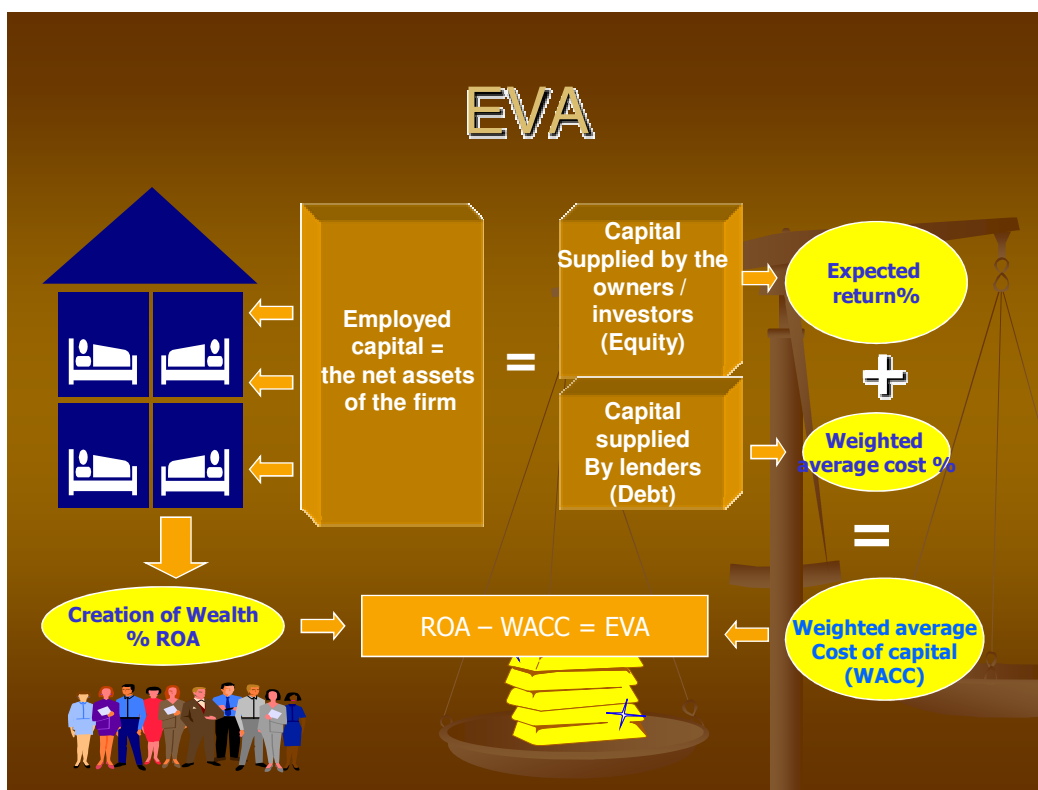 EVA
Employed
capital =
the net assets
of the firm
=
Capital
Supplied by the
owners /
investors
(Equity)
Expected
return%
+
Capital
supplied
By lenders
(Debt)
Weighted
average cost %
=
Creation of Wealth
% ROA
ROA – WACC = EVA
Weighted average
Cost of capital
(WACC)